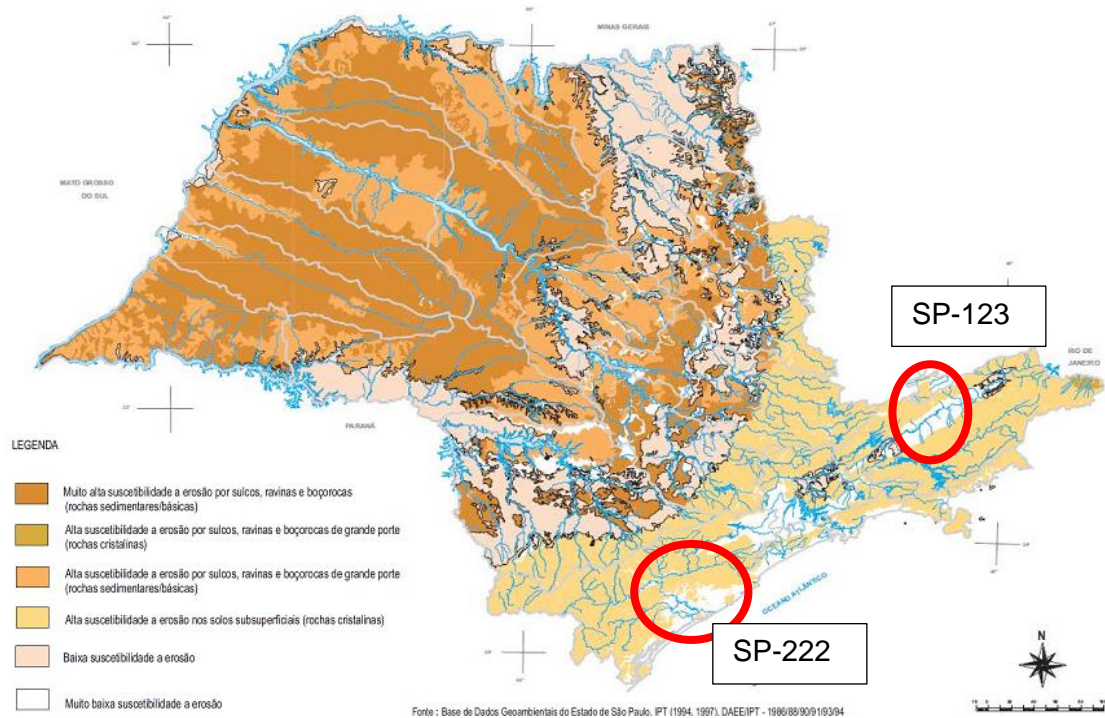 MINAS GERAIS
MATO GROSSO
DO SUL
SP-123
RIO DE
JANEIRO
PARANÁ
LEGENDA
Muito alta suscetibilidade a erosão por sulcos, ravinas e boçorocas
(rochas sedimentares/básicas)
Alta suscetibilidade a erosão por sulcos, ravinas e boçorocas de grande porte
(rochas cristalinas)
Alta suscetibilidade a erosão por sulcos, ravinas e boçorocas de grande porte
(rochas sedimentares/básicas)
Alta suscetibilidade a erosão nos solos subsuperficiais (rochas cristalinas)
Baixa suscetibilidade a erosão
Muito baixa suscetibilidade a erosão
OCEANO ATLÂNTICO
SP-222
N
Fonte : Base de Dados Geoambientais do Estado de São Paulo, IPT (1994, 1997), DAEE/IPT - 1986/88/90/91/93/94